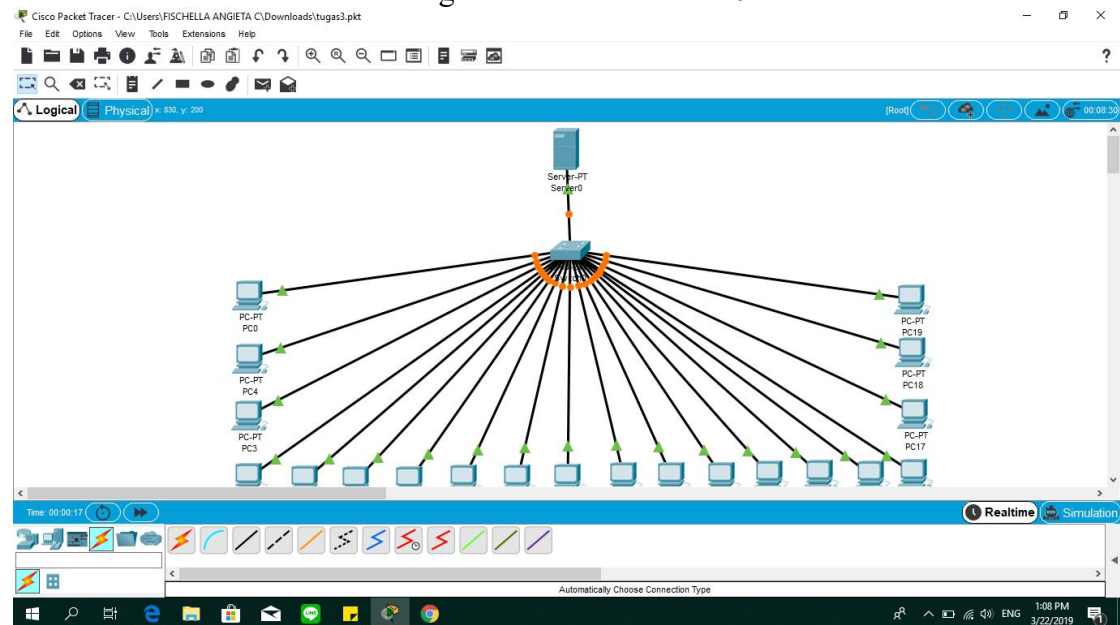 Cisco Packet Tracer - C:\Users\FISCHELLA ANGIETA C\Downloads\tugas3.pkt
File Edit Options View Tools Extensions Help
Logical Physical x: 830, y: 200 [Root] 00:08:30
Server-PT
Server0
PC-PT
PC0
PC-PT
PC19
PC-PT
PC4
PC-PT
PC18
PC-PT
PC3
PC-PT
PC17
Time: 00:00:17 Realtime Simulation
Automatically Choose Connection Type
LINE
ENG
1:08 PM
3/22/2019